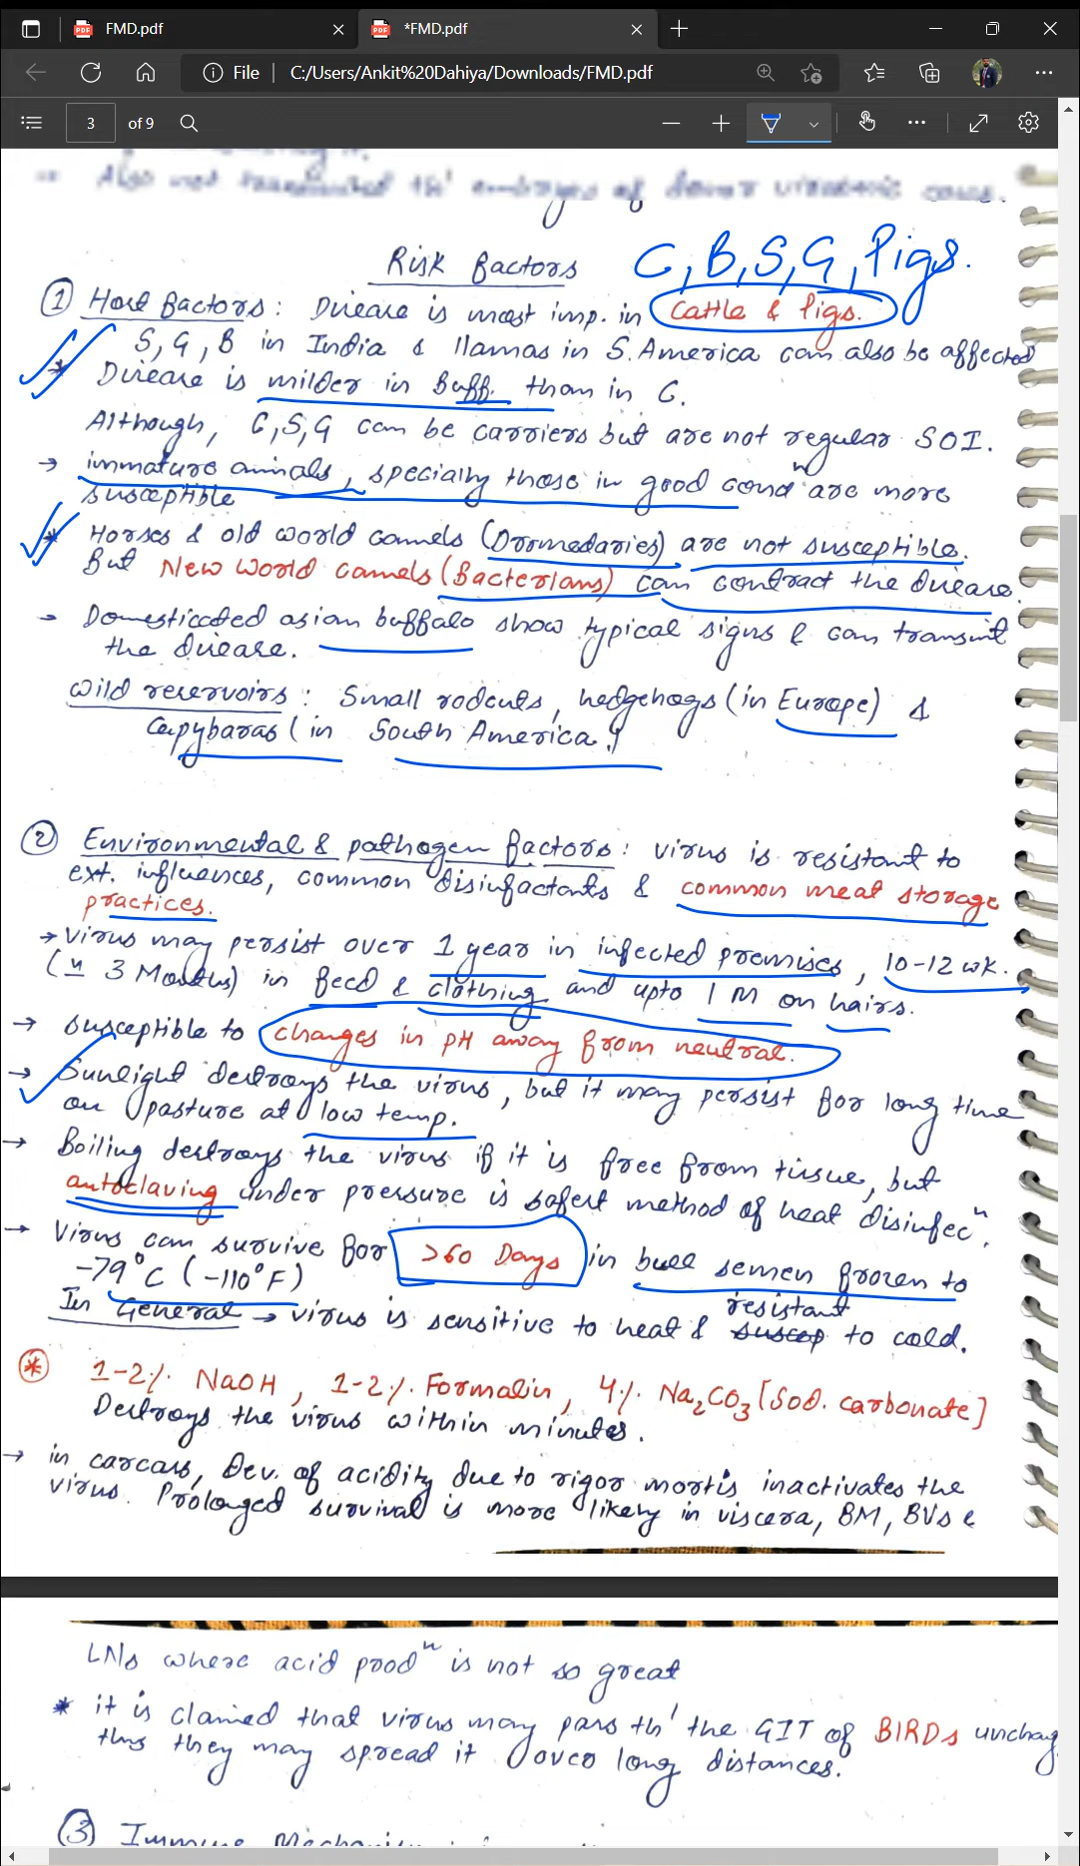 FMD.pdf
*FMD.pdf
File
C:/Users/Ankit%20Dahiya/Downloads/FMD.pdf
3 of 9
Also not transmitted th' embryos of donor viraemic cows.
Risk Factors
C, B, S, G, Pigs.
① Host Factors: Disease is most imp. in Cattle & Pigs.
S, G, B in India & llamas in S. America can also be affected
* Disease is milder in Buff. than in C.
Although, C, S, G can be carriers but are not regular SOI.
→ immature animals, specially those in good condⁿ are more
susceptible
* Horses & old world camels (Dromedaries) are not susceptible.
But New World Camels (Bacterians) can contract the disease.
→ Domesticated asian buffalo show typical signs & can transmit
the disease.
Wild reservoirs: Small rodents, hedgehogs (in Europe) &
Capybaras (in South America)
② Environmental & pathogen factors: virus is resistant to
ext. influences, common disinfactants & common meat storage
practices.
→ Virus may persist over 1 year in infected premises, 10-12 wk.
(3 Months) in feed & clothing and upto 1 M on hairs.
→ Susceptible to changes in pH away from neutral.
→ Sunlight destroys the virus, but it may persist for long time
on pasture at low temp.
→ Boiling destroys the virus if it is free from tissue, but
autoclaving under pressure is safest method of heat disinfecⁿ.
→ Virus can survive for >60 Days in bull semen frozen to
-79°C (-110°F)
In General → virus is sensitive to heat & resistant to cold.
* 1-2%. NaOH, 1-2%. Formalin, 4%. Na₂CO₃ [Sod. carbonate]
Destroys the virus within minutes.
→ in carcass, Dev. of acidity due to rigor mortis inactivates the
virus. Prolonged survival is more likely in viscera, BM, BVs &
LNs where acid prodⁿ is not so great
* it is claimed that virus may pass th' the GIT of BIRDs unchang
thus they may spread it over long distances.
③ Immune Mechanism